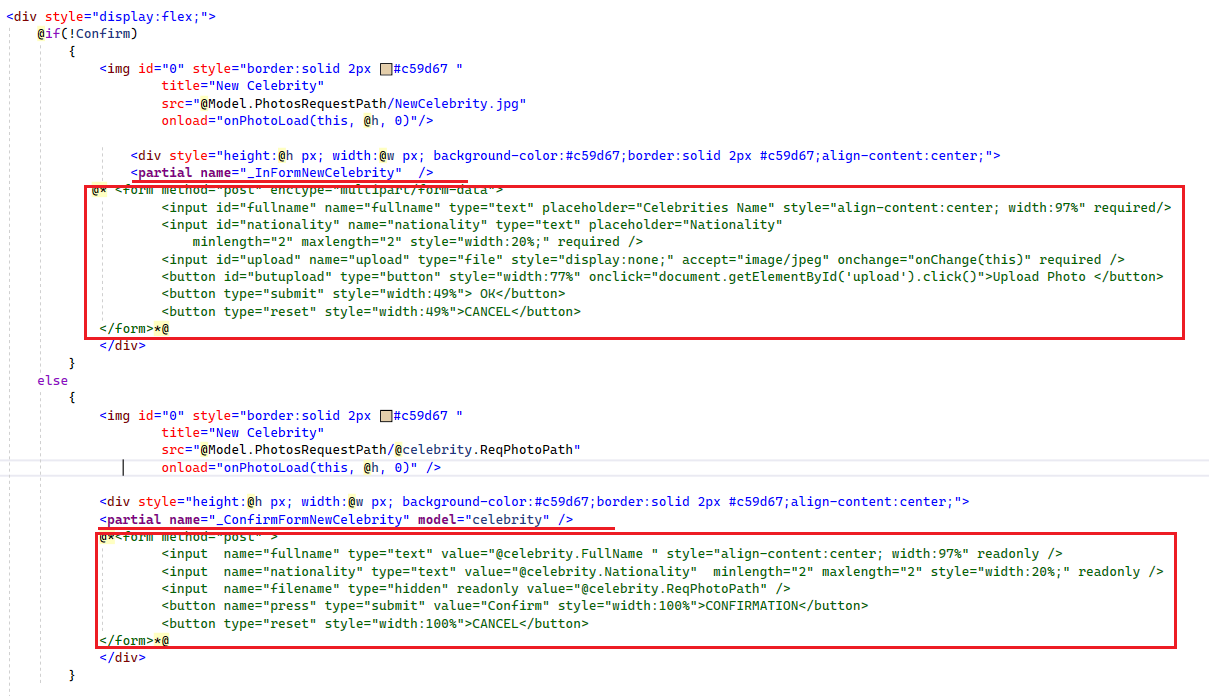 <div style="display:flex;">
@if(!Confirm)
{
<img id="0" style="border:solid 2px #c59d67 "
title="New Celebrity"
src="@Model.PhotosRequestPath/NewCelebrity.jpg"
onload="onPhotoLoad(this, @h, 0)"/>
<div style="height:@h px; width:@w px; background-color:#c59d67;border:solid 2px #c59d67;align-content:center;">
<partial name="_InFormNewCelebrity"  />
@* <form method="post" enctype="multipart/form-data">
<input id="fullname" name="fullname" type="text" placeholder="Celebrities Name" style="align-content:center; width:97%" required/>
<input id="nationality" name="nationality" type="text" placeholder="Nationality"
minlength="2" maxlength="2" style="width:20%;" required />
<input id="upload" name="upload" type="file" style="display:none;" accept="image/jpeg" onchange="onChange(this)" required />
<button id="butupload" type="button" style="width:77%" onclick="document.getElementById('upload').click()">Upload Photo </button>
<button type="submit" style="width:49%"> OK</button>
<button type="reset" style="width:49%">CANCEL</button>
</form>*@
</div>
}
else
{
<img id="0" style="border:solid 2px #c59d67 "
title="New Celebrity"
src="@Model.PhotosRequestPath/@celebrity.ReqPhotoPath"
onload="onPhotoLoad(this, @h, 0)" />
<div style="height:@h px; width:@w px; background-color:#c59d67;border:solid 2px #c59d67;align-content:center;">
<partial name="_ConfirmFormNewCelebrity" model="celebrity" />
@*<form method="post" >
<input  name="fullname" type="text" value="@celebrity.FullName " style="align-content:center; width:97%" readonly />
<input  name="nationality" type="text" value="@celebrity.Nationality"  minlength="2" maxlength="2" style="width:20%;" readonly />
<input  name="filename" type="hidden" readonly value="@celebrity.ReqPhotoPath" />
<button name="press" type="submit" value="Confirm" style="width:100%">CONFIRMATION</button>
<button type="reset" style="width:100%">CANCEL</button>
</form>*@
</div>
}